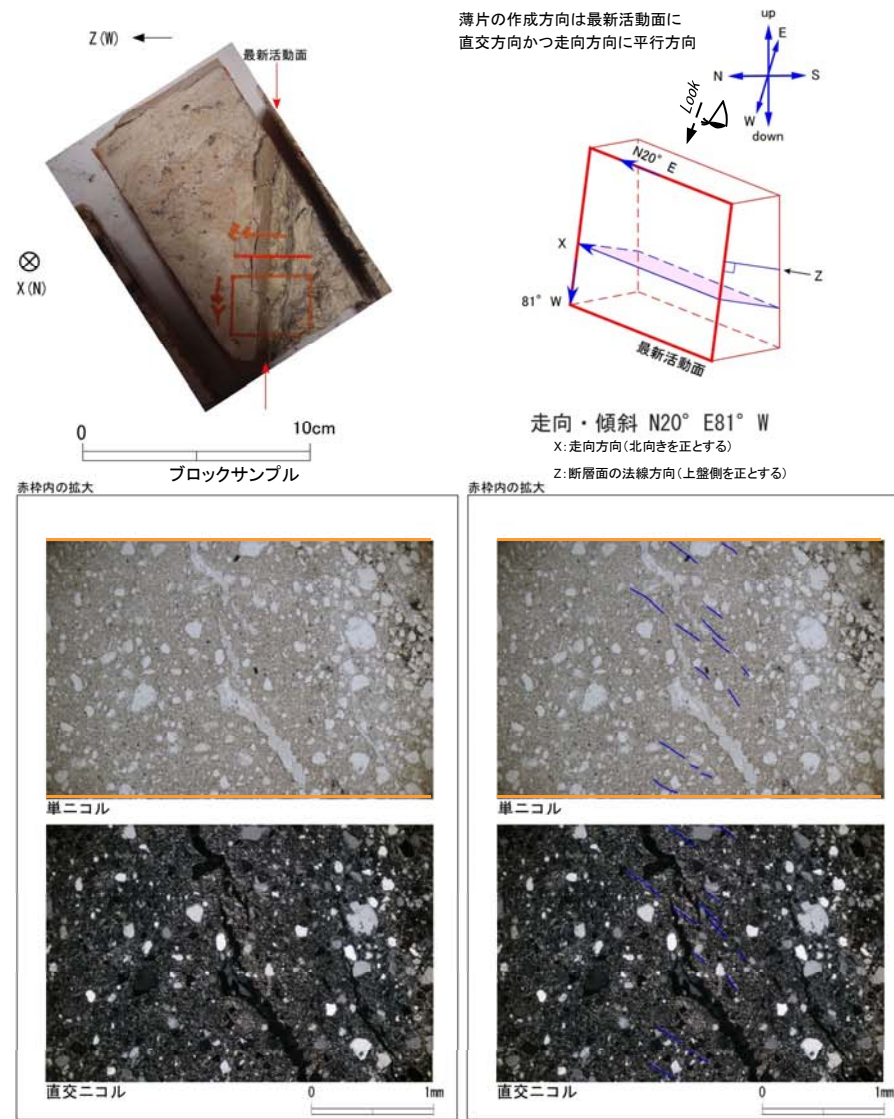 薄片の作成方向は最新活動面に
直交方向かつ走向方向に平行方向
Z(W)
最新活動面
X(N)
0 10cm
ブロックサンプル
up
E
N S
W
down
Look
N20° E
X
Z
81° W
最新活動面
走向・傾斜 N20° E81° W
X:走向方向(北向きを正とする)
Z:断層面の法線方向(上盤側を正とする)
赤枠内の拡大
単ニコル
直交ニコル
0 1mm
赤枠内の拡大
単ニコル
直交ニコル
0 1mm